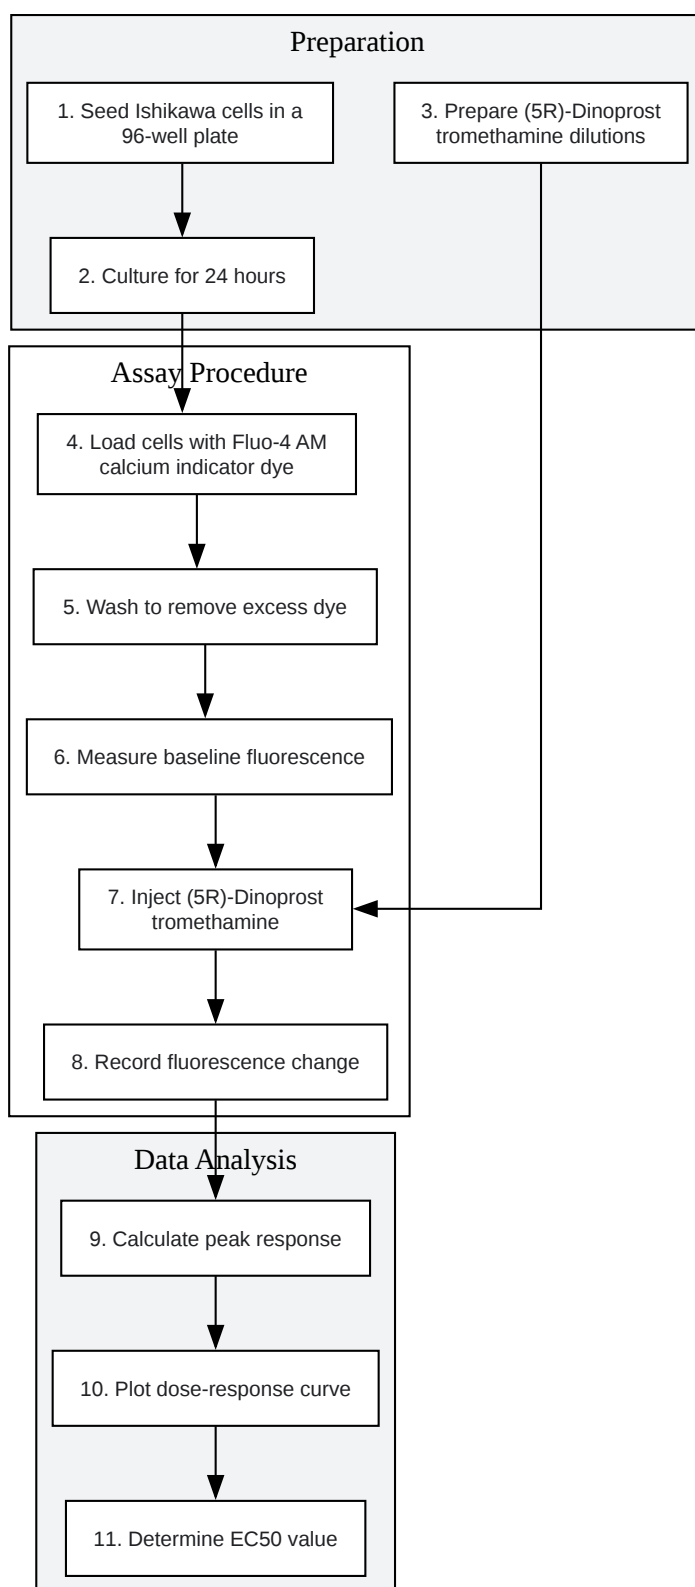 Preparation
1. Seed Ishikawa cells in a
96-well plate
3. Prepare (5R)-Dinoprost
tromethamine dilutions
2. Culture for 24 hours
Assay Procedure
4. Load cells with Fluo-4 AM
calcium indicator dye
5. Wash to remove excess dye
6. Measure baseline fluorescence
7. Inject (5R)-Dinoprost
tromethamine
8. Record fluorescence change
Data Analysis
9. Calculate peak response
10. Plot dose-response curve
11. Determine EC50 value